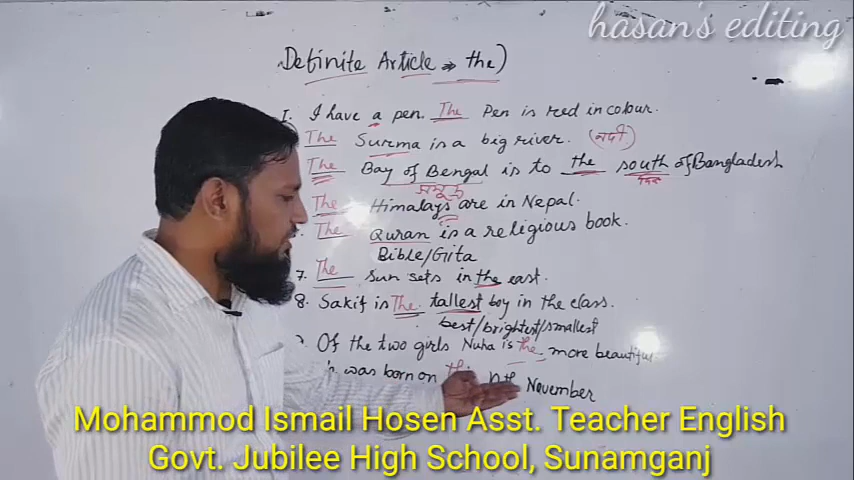 hasan's editing
Definite Article → the)
1. I have a pen. The Pen is red in colour.
The Surma is a big river. (নদী)
The Bay of Bengal is to the south of Bangladesh
সমুদ্র
The Himalays are in Nepal.
The Quran is a religious book.
Bible/Gita
7. The Sun sets in the east.
8. Sakif is The tallest boy in the class.
best/brightest/smallest
Of the two girls Nuha is the more beautiful
was born on November
Mohammod Ismail Hosen Asst. Teacher English
Govt. Jubilee High School, Sunamganj